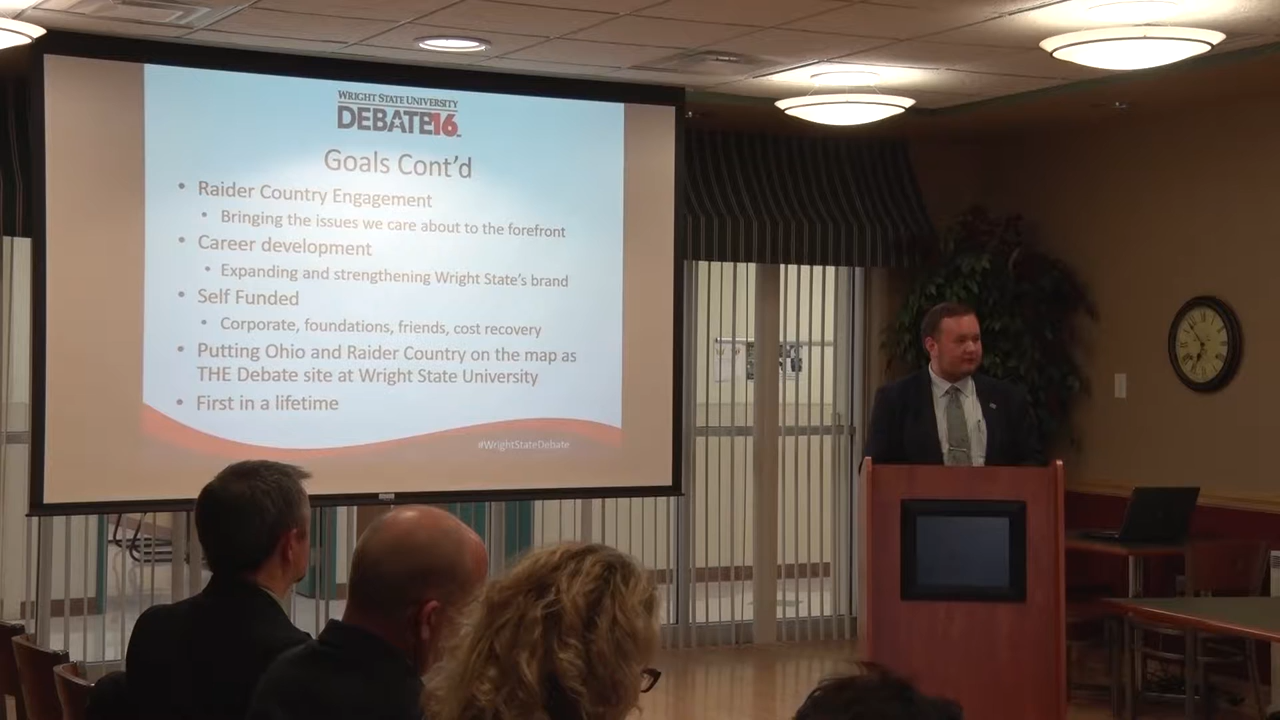 WRIGHT STATE UNIVERSITY
DEBATE16
Goals Cont'd
• Raider Country Engagement
• Bringing the issues we care about to the forefront
• Career development
• Expanding and strengthening Wright State's brand
• Self Funded
• Corporate, foundations, friends, cost recovery
• Putting Ohio and Raider Country on the map as
THE Debate site at Wright State University
• First in a lifetime
#WrightStateDebate